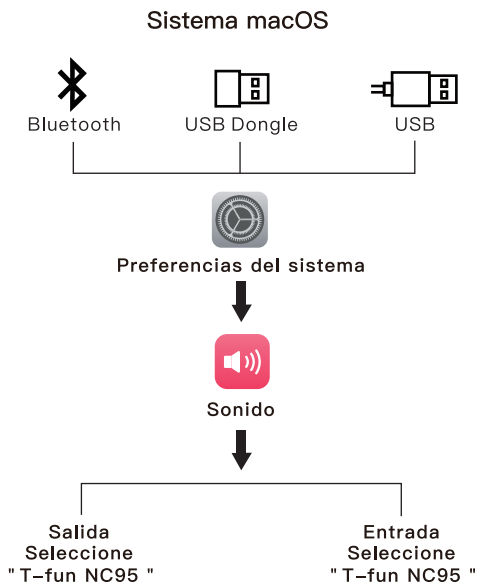 Sistema macOS
Bluetooth
USB Dongle
USB
Preferencias del sistema
Sonido
Salida
Seleccione
"T-fun NC95 "
Entrada
Seleccione
"T-fun NC95 "